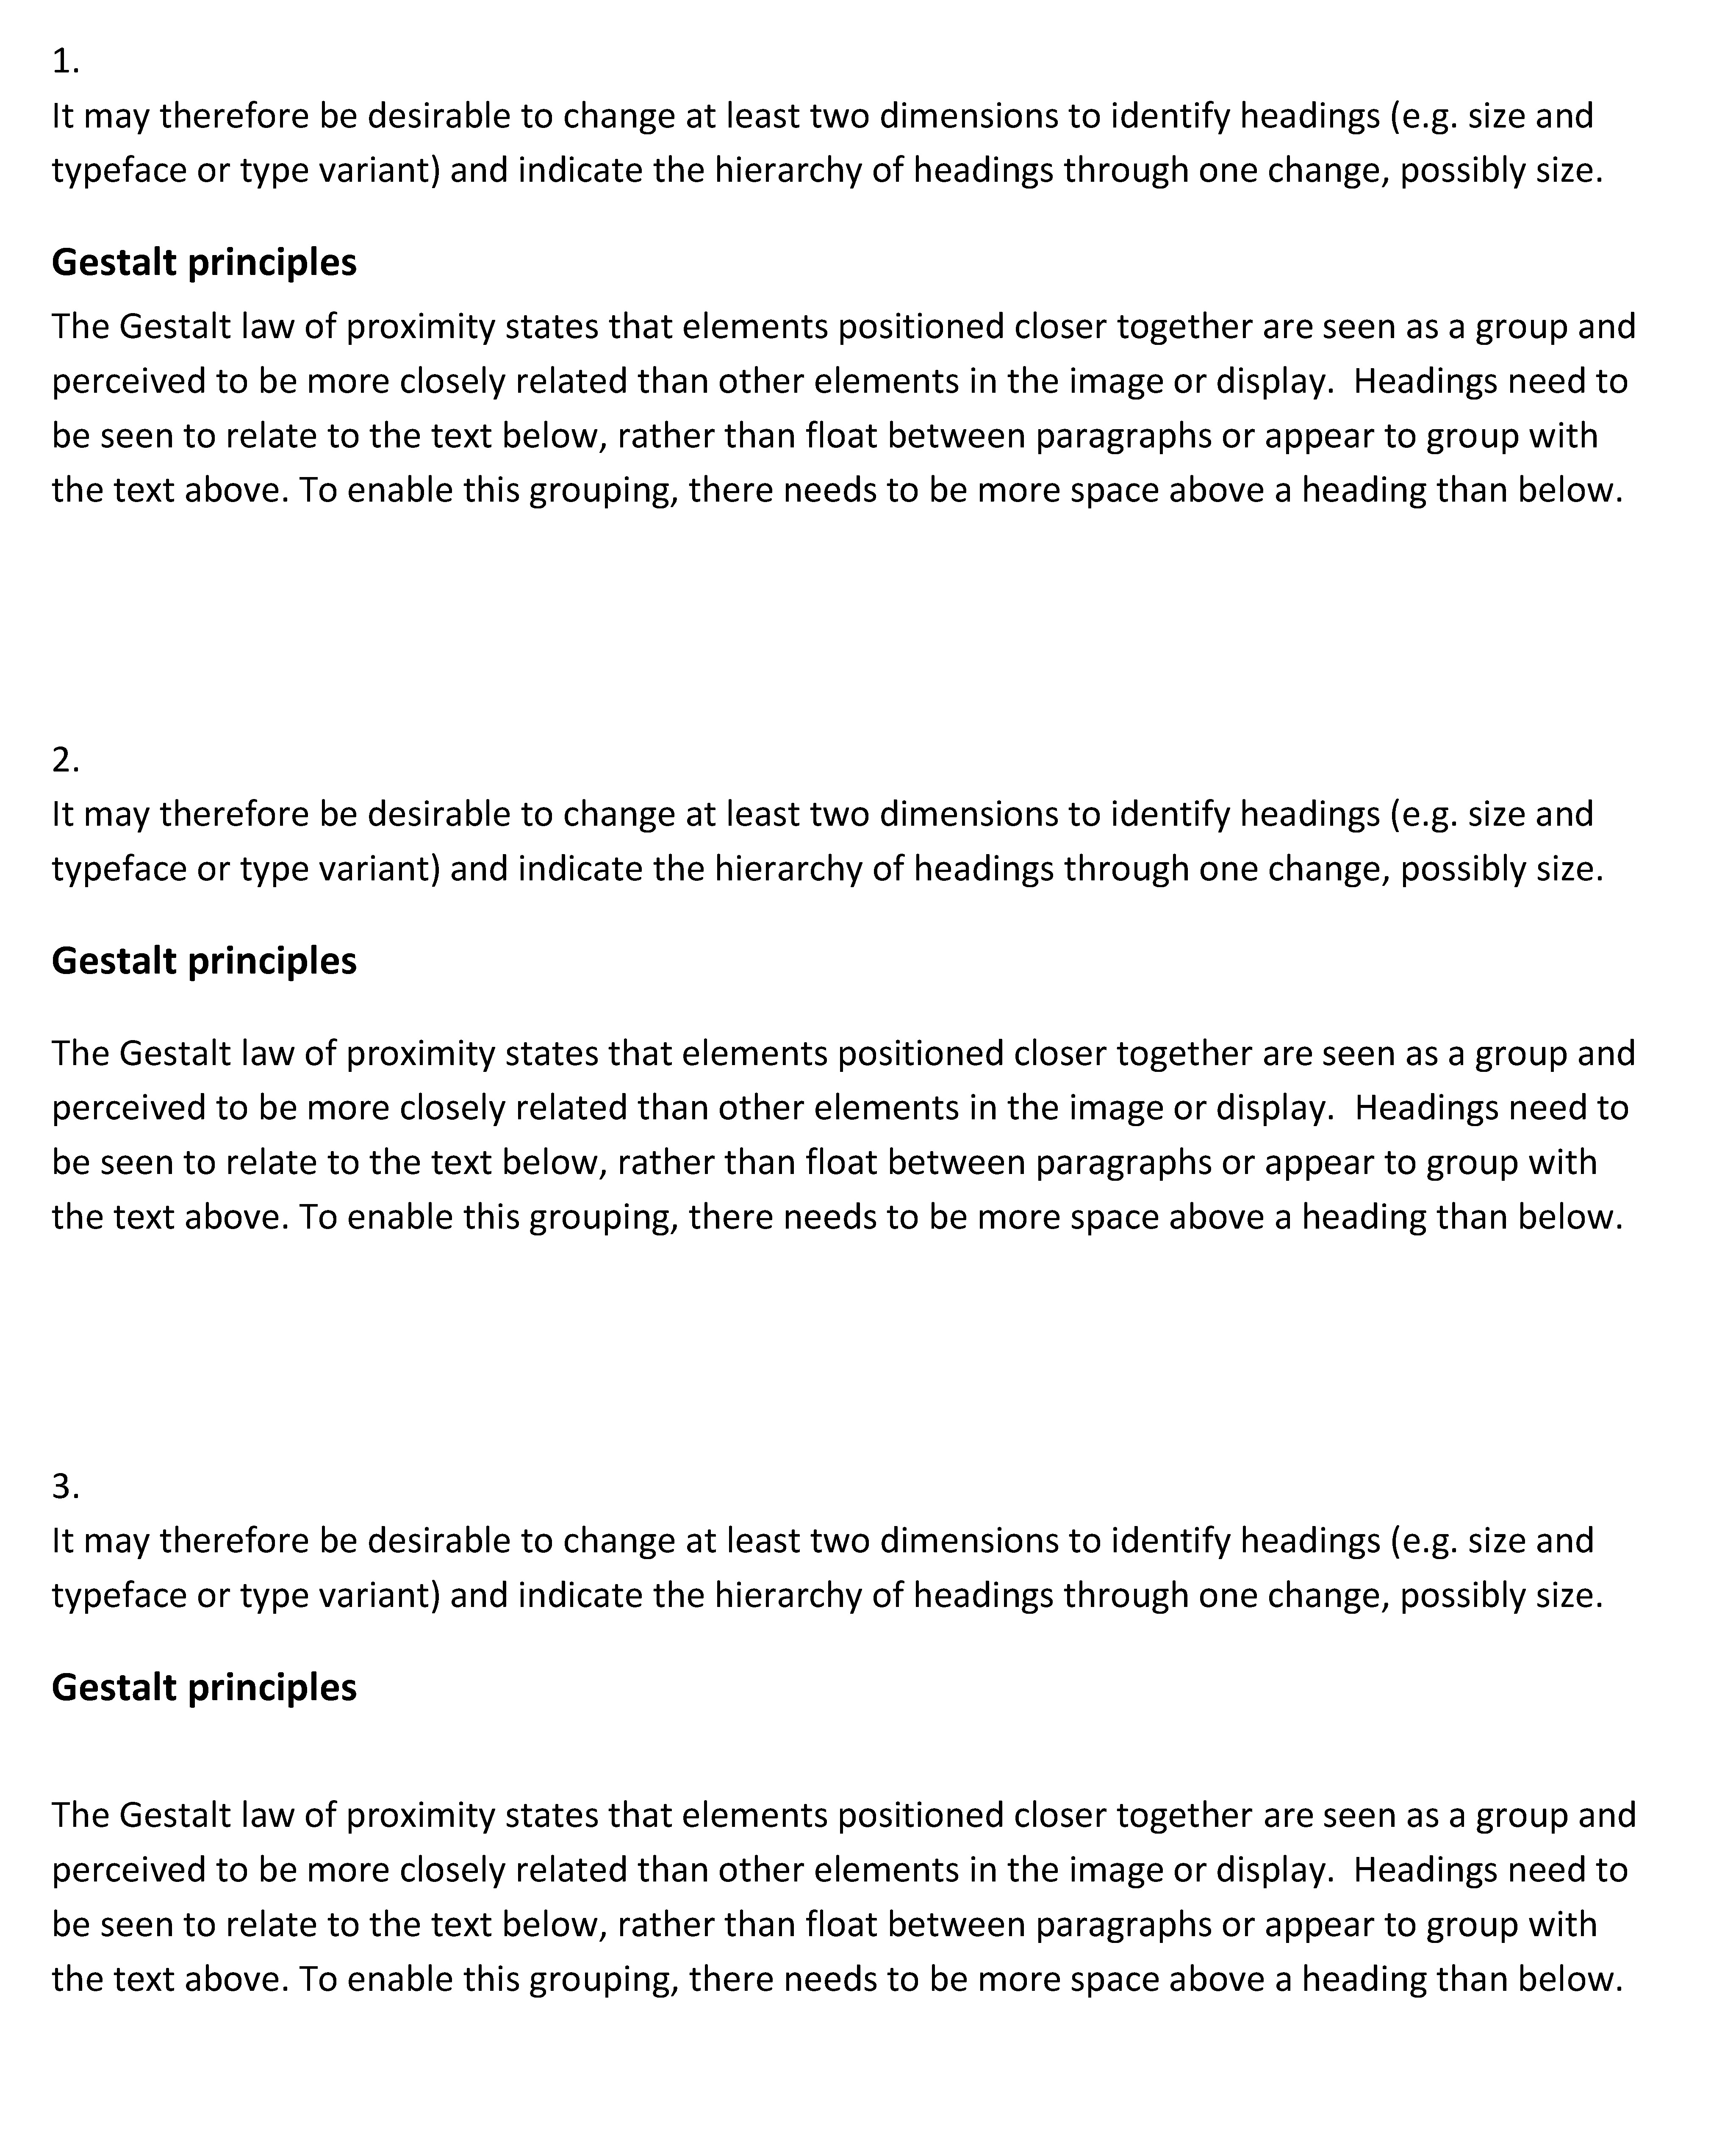 1.
It may therefore be desirable to change at least two dimensions to identify headings (e.g. size and
typeface or type variant) and indicate the hierarchy of headings through one change, possibly size.
Gestalt principles
The Gestalt law of proximity states that elements positioned closer together are seen as a group and
perceived to be more closely related than other elements in the image or display.  Headings need to
be seen to relate to the text below, rather than float between paragraphs or appear to group with
the text above. To enable this grouping, there needs to be more space above a heading than below.
2.
It may therefore be desirable to change at least two dimensions to identify headings (e.g. size and
typeface or type variant) and indicate the hierarchy of headings through one change, possibly size.
Gestalt principles
The Gestalt law of proximity states that elements positioned closer together are seen as a group and
perceived to be more closely related than other elements in the image or display.  Headings need to
be seen to relate to the text below, rather than float between paragraphs or appear to group with
the text above. To enable this grouping, there needs to be more space above a heading than below.
3.
It may therefore be desirable to change at least two dimensions to identify headings (e.g. size and
typeface or type variant) and indicate the hierarchy of headings through one change, possibly size.
Gestalt principles
The Gestalt law of proximity states that elements positioned closer together are seen as a group and
perceived to be more closely related than other elements in the image or display.  Headings need to
be seen to relate to the text below, rather than float between paragraphs or appear to group with
the text above. To enable this grouping, there needs to be more space above a heading than below.